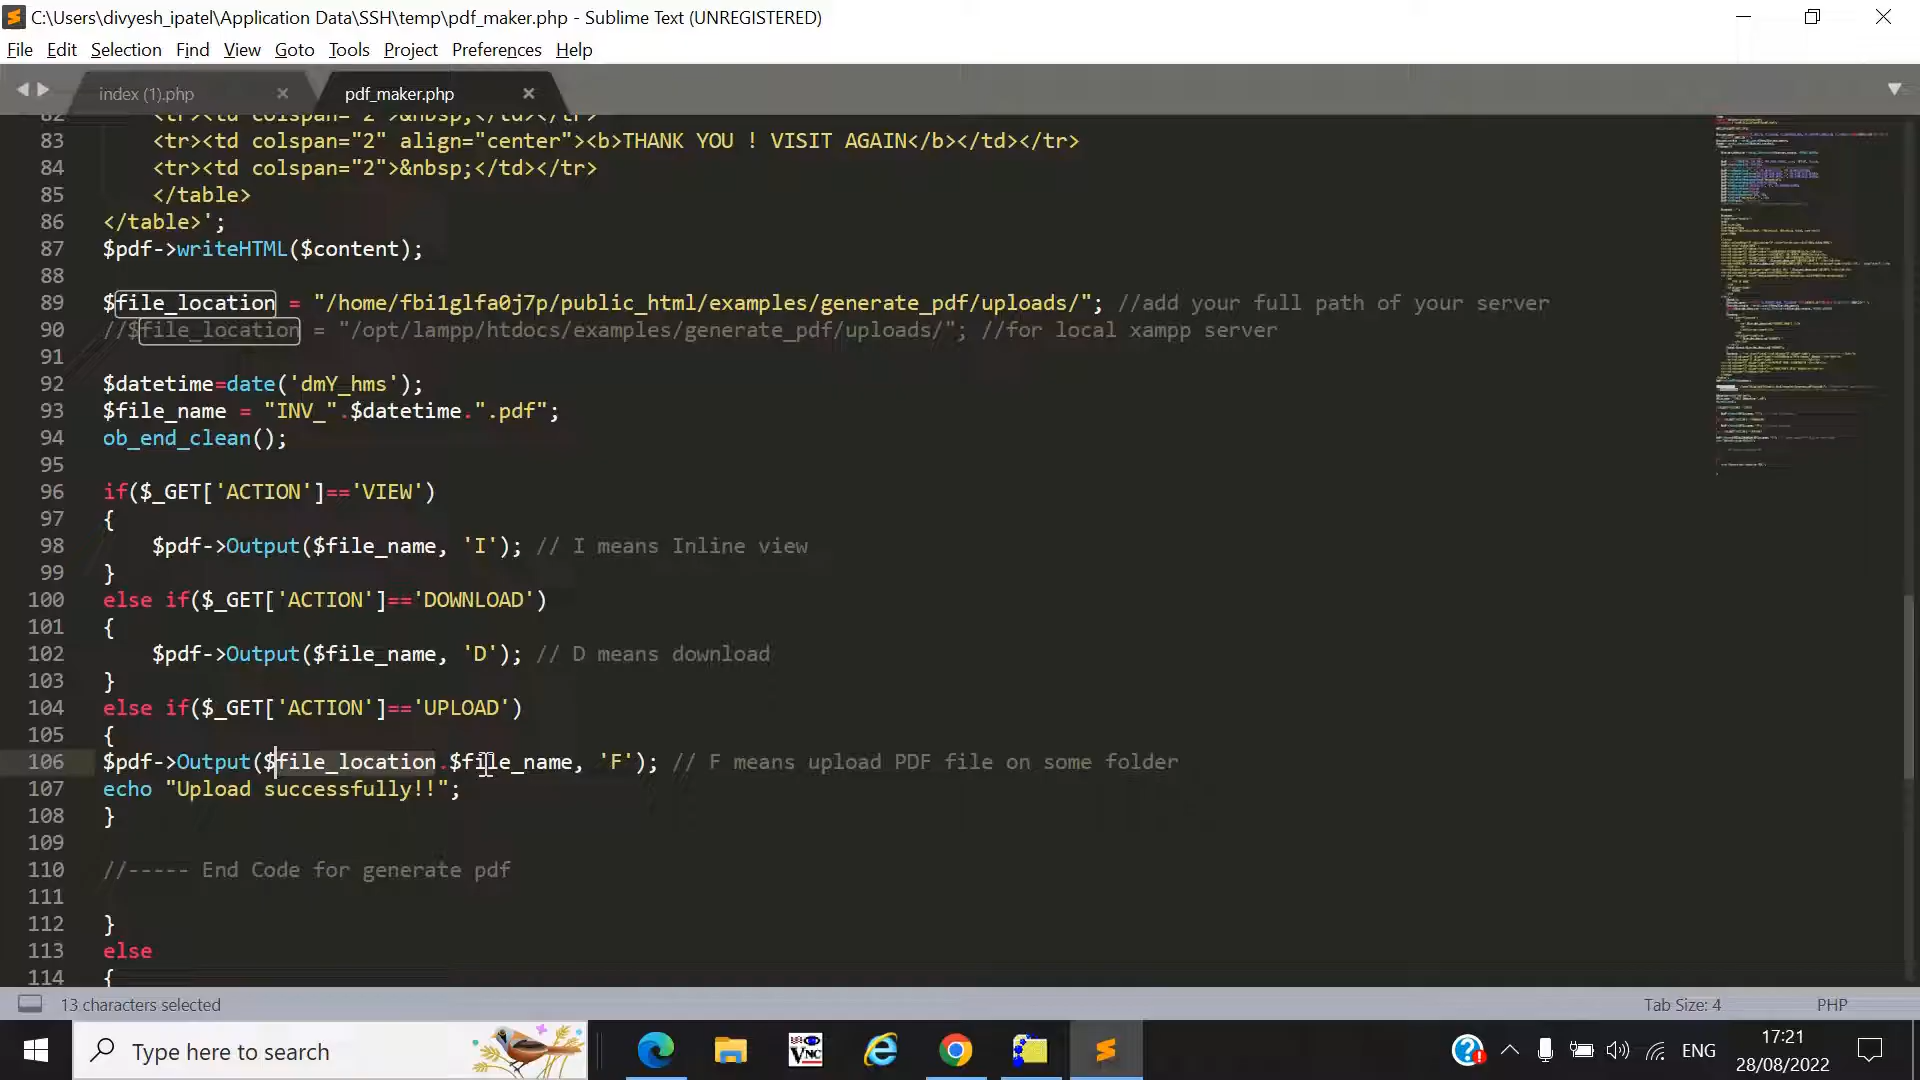 C:\Users\divyesh_ipatel\Application Data\SSH\temp\pdf_maker.php - Sublime Text (UNREGISTERED)
File Edit Selection Find View Goto Tools Project Preferences Help
index (1).php pdf_maker.php
82 <tr><td colspan="2">&nbsp;</td></tr>
83 <tr><td colspan="2" align="center"><b>THANK YOU ! VISIT AGAIN</b></td></tr>
84 <tr><td colspan="2">&nbsp;</td></tr>
85 </table>
86 </table>';
87 $pdf->writeHTML($content);
88
89 $file_location = "/home/fbi1glfa0j7p/public_html/examples/generate_pdf/uploads/"; //add your full path of your server
90 //$file_location = "/opt/lampp/htdocs/examples/generate_pdf/uploads/"; //for local xampp server
91
92 $datetime=date('dmY_hms');
93 $file_name = "INV_".$datetime.".pdf";
94 ob_end_clean();
95
96 if($_GET['ACTION']=='VIEW')
97 {
98 $pdf->Output($file_name, 'I'); // I means Inline view
99 }
100 else if($_GET['ACTION']=='DOWNLOAD')
101 {
102 $pdf->Output($file_name, 'D'); // D means download
103 }
104 else if($_GET['ACTION']=='UPLOAD')
105 {
106 $pdf->Output($file_location.$file_name, 'F'); // F means upload PDF file on some folder
107 echo "Upload successfully!!";
108 }
109
110 //----- End Code for generate pdf
111
112 }
113 else
114 {
13 characters selected Tab Size: 4 PHP
Type here to search VNC ENG 17:21
28/08/2022